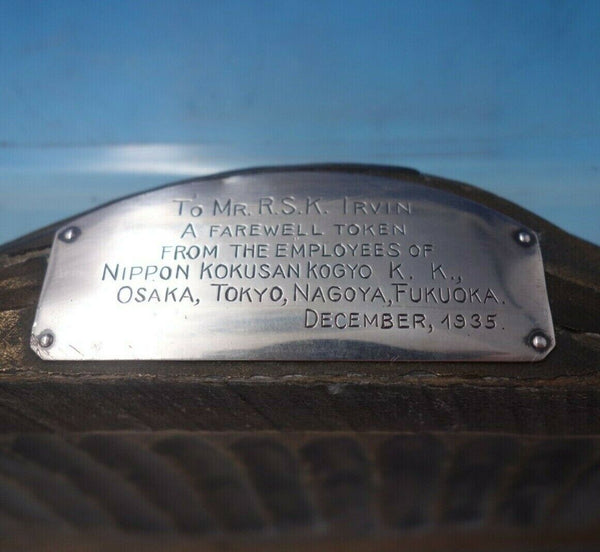 To Mr. R.S.K. Irvin
A FAREWELL TOKEN
FROM THE EMPLOYEES OF
NIPPON KOKUSAN KOGYO K. K.,
OSAKA, TOKYO, NAGOYA, FUKUOKA.
DECEMBER, 1935.